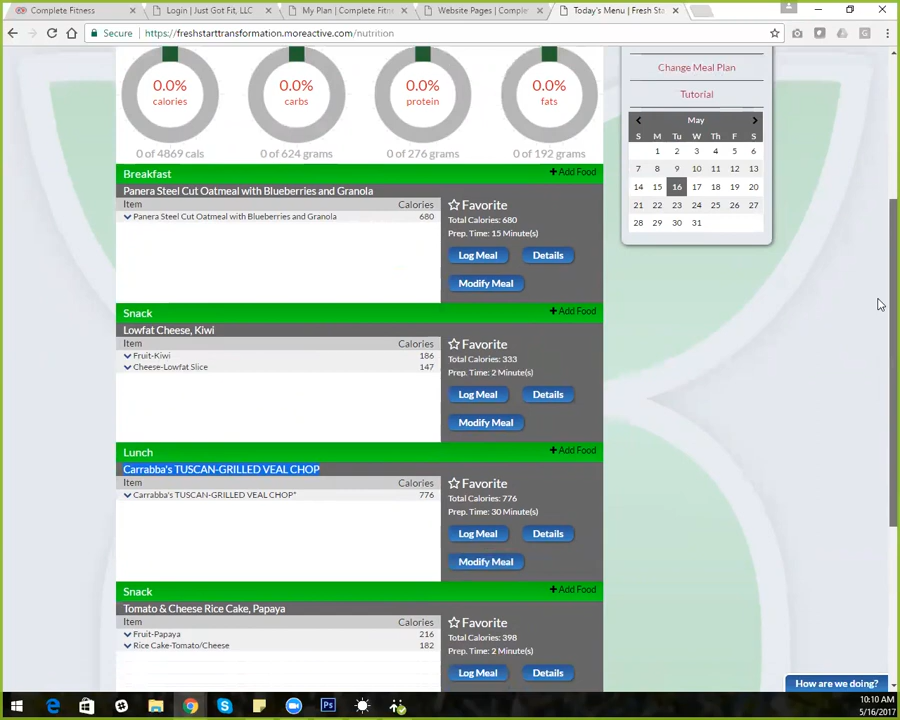 Complete Fitness
Login | Just Got Fit, LLC
My Plan | Complete Fitn
Website Pages | Comple
Today's Menu | Fresh Sta
Secure
https://freshstarttransformation.moreactive.com/nutrition
0.0%
calories
0.0%
carbs
0.0%
protein
0.0%
fats
0 of 4869 cals
0 of 624 grams
0 of 276 grams
0 of 192 grams
Change Meal Plan
Tutorial
May
S M Tu W Th F S
1 2 3 4 5 6
7 8 9 10 11 12 13
14 15 16 17 18 19 20
21 22 23 24 25 26 27
28 29 30 31
Breakfast
+ Add Food
Panera Steel Cut Oatmeal with Blueberries and Granola
Item Calories
Panera Steel Cut Oatmeal with Blueberries and Granola 680
Favorite
Total Calories: 680
Prep. Time: 15 Minute(s)
Log Meal
Details
Modify Meal
Snack
+ Add Food
Lowfat Cheese, Kiwi
Item Calories
Fruit-Kiwi 186
Cheese-Lowfat Slice 147
Favorite
Total Calories: 333
Prep. Time: 2 Minute(s)
Log Meal
Details
Modify Meal
Lunch
+ Add Food
Carrabba's TUSCAN-GRILLED VEAL CHOP
Item Calories
Carrabba's TUSCAN-GRILLED VEAL CHOP* 776
Favorite
Total Calories: 776
Prep. Time: 30 Minute(s)
Log Meal
Details
Modify Meal
Snack
+ Add Food
Tomato & Cheese Rice Cake, Papaya
Item Calories
Fruit-Papaya 216
Rice Cake-Tomato/Cheese 182
Favorite
Total Calories: 398
Prep. Time: 2 Minute(s)
Log Meal
Details
How are we doing?
Ps
10:10 AM
5/16/2017